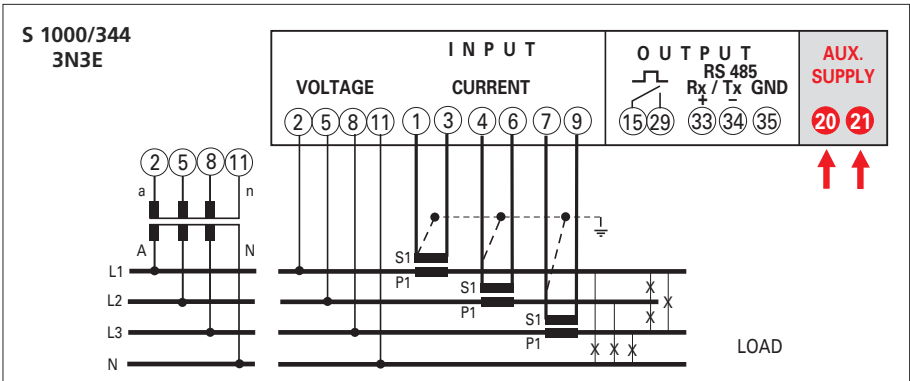 S 1000/344
3N3E
INPUT
VOLTAGE
CURRENT
OUTPUT
RS 485
Rx / Tx GND
+ −
AUX.
SUPPLY
2 5 8 11 1 3 4 6 7 9 15 29 33 34 35 20 21
2 5 8 11
a n
A N
L1
L2
L3
N
S1
P1
S1
P1
S1
P1
X
X
X
X X X
LOAD